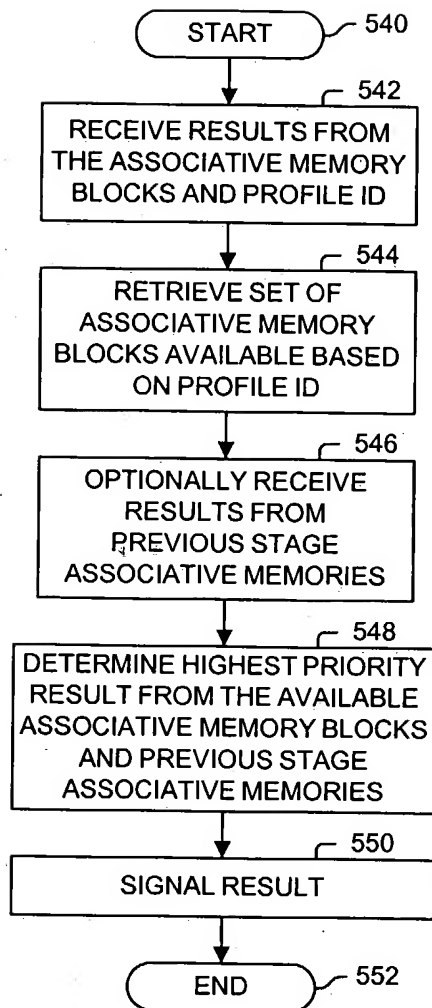 START
540
542
RECEIVE RESULTS FROM
THE ASSOCIATIVE MEMORY
BLOCKS AND PROFILE ID
544
RETRIEVE SET OF
ASSOCIATIVE MEMORY
BLOCKS AVAILABLE BASED
ON PROFILE ID
546
OPTIONALLY RECEIVE
RESULTS FROM
PREVIOUS STAGE
ASSOCIATIVE MEMORIES
548
DETERMINE HIGHEST PRIORITY
RESULT FROM THE AVAILABLE
ASSOCIATIVE MEMORY BLOCKS
AND PREVIOUS STAGE
ASSOCIATIVE MEMORIES
550
SIGNAL RESULT
END
552